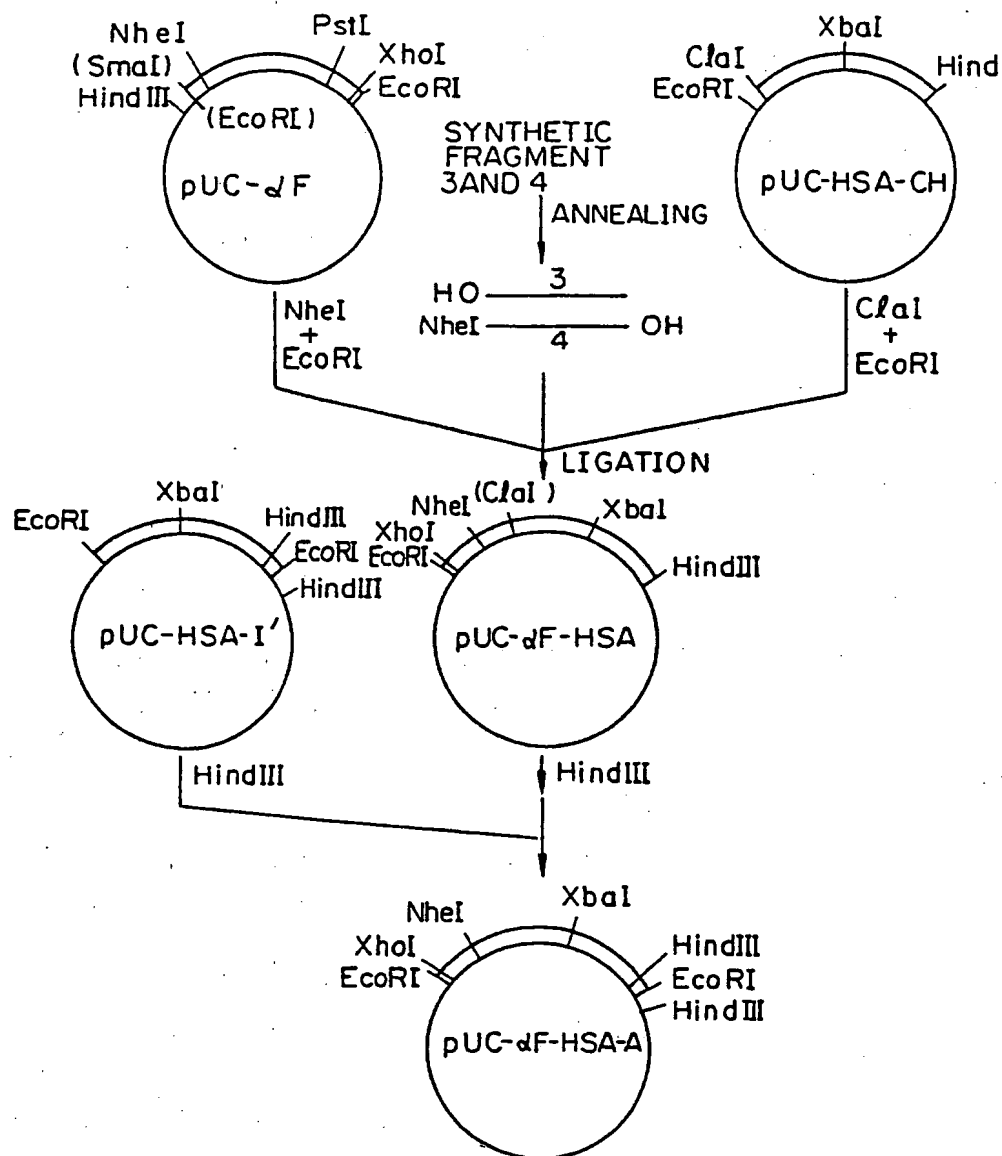 NheI
PstI
(SmaI)
XhoI
HindIII
EcoRI
(EcoRI)
pUC-αF
XbaI
ClaI
Hind
EcoRI
pUC-HSA-CH
SYNTHETIC
FRAGMENT
3 AND 4
ANNEALING
HO
3
NheI
4
OH
NheI
+
EcoRI
ClaI
+
EcoRI
LIGATION
EcoRI
XbaI'
HindIII
EcoRI
HindIII
pUC-HSA-I'
NheI
(ClaI)
XbaI
XhoI
EcoRI
HindIII
pUC-αF-HSA
HindIII
HindIII
NheI
XbaI
XhoI
EcoRI
HindIII
EcoRI
HindIII
pUC-αF-HSA-A